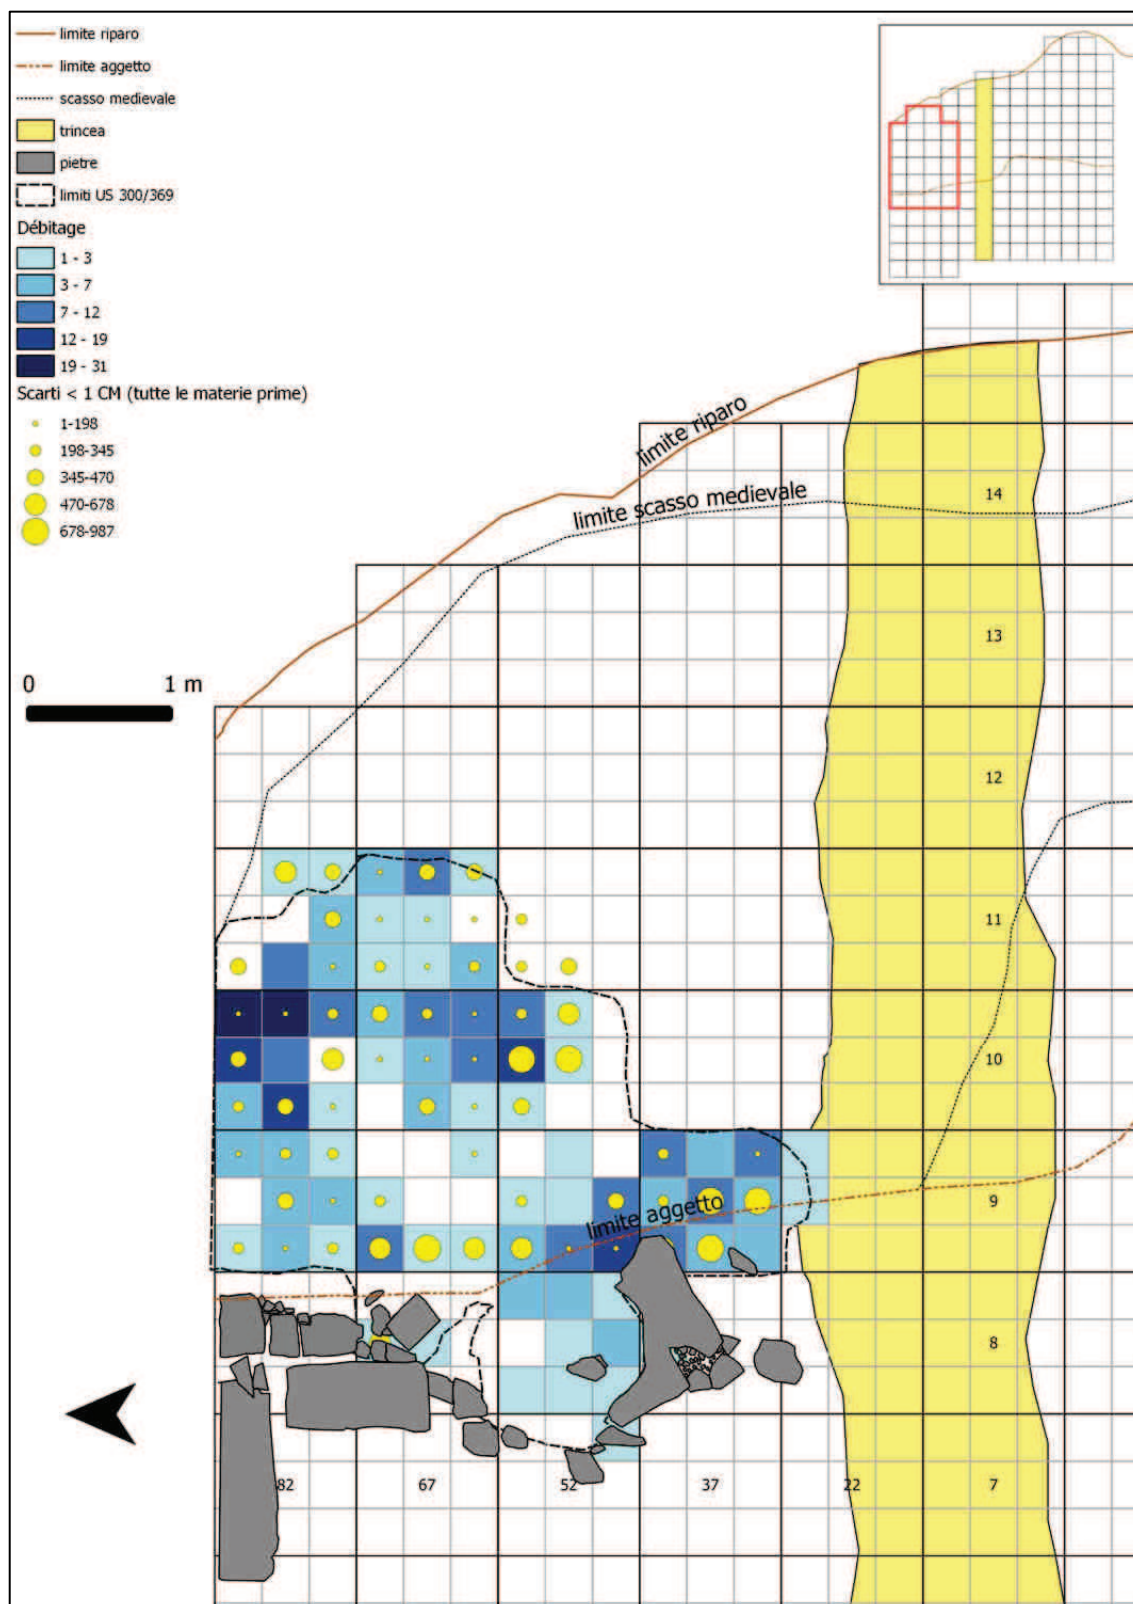 limite riparo
limite aggetto
scasso medievale
trincea
pietre
limiti US 300/369
Débitage
1 - 3
3 - 7
7 - 12
12 - 19
19 - 31
Scarti < 1 CM (tutte le materie prime)
1-198
198-345
345-470
470-678
678-987
limite riparo
limite scasso medievale
14
13
0 1 m
12
11
10
limite aggetto
9
8
82 67 52 37 22 7